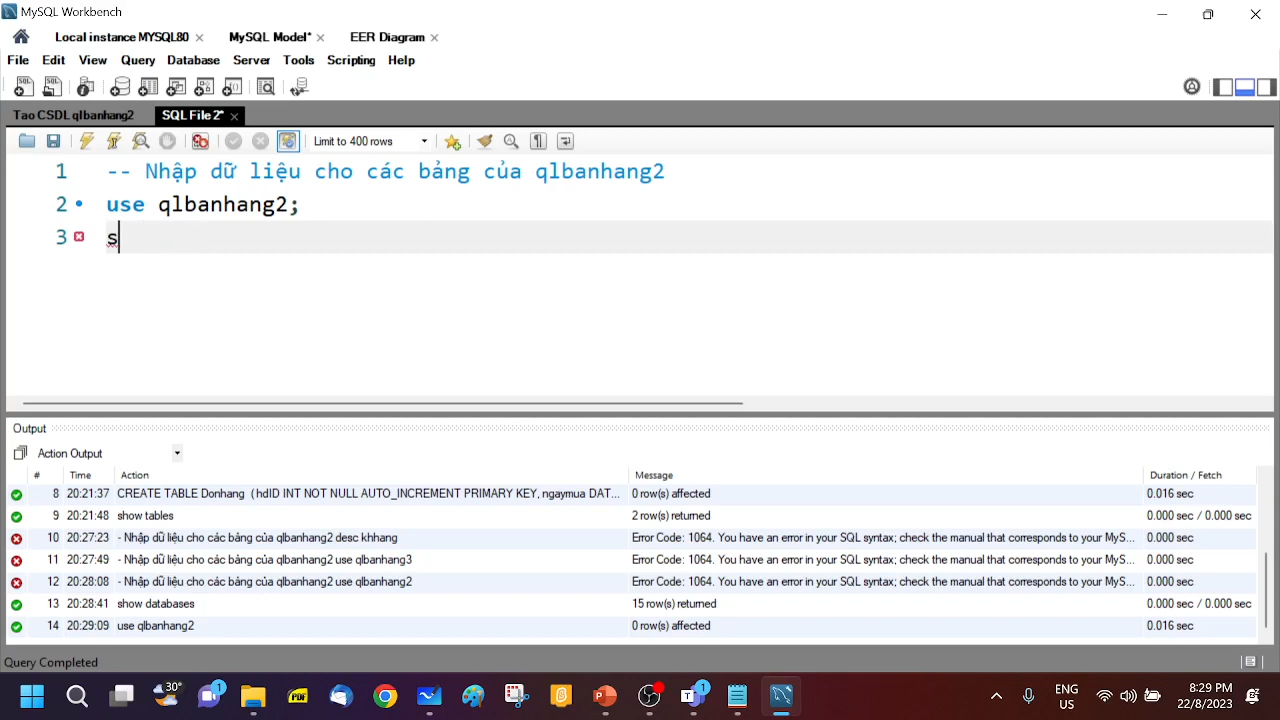 MySQL Workbench
Local instance MYSQL80 MySQL Model* EER Diagram
File Edit View Query Database Server Tools Scripting Help
Tao CSDL qlbanhang2 SQL File 2*
Limit to 400 rows
1 -- Nhập dữ liệu cho các bảng của qlbanhang2
2 use qlbanhang2;
3 s
Output
Action Output
# Time Action Message Duration / Fetch
8 20:21:37 CREATE TABLE Donhang ( hdID INT NOT NULL AUTO_INCREMENT PRIMARY KEY, ngaymua DAT... 0 row(s) affected 0.016 sec
9 20:21:48 show tables 2 row(s) returned 0.000 sec / 0.000 sec
10 20:27:23 - Nhập dữ liệu cho các bảng của qlbanhang2 desc khhang Error Code: 1064. You have an error in your SQL syntax; check the manual that corresponds to your MyS... 0.000 sec
11 20:27:49 - Nhập dữ liệu cho các bảng của qlbanhang2 use qlbanhang3 Error Code: 1064. You have an error in your SQL syntax; check the manual that corresponds to your MyS... 0.000 sec
12 20:28:08 - Nhập dữ liệu cho các bảng của qlbanhang2 use qlbanhang2 Error Code: 1064. You have an error in your SQL syntax; check the manual that corresponds to your MyS... 0.000 sec
13 20:28:41 show databases 15 row(s) returned 0.000 sec / 0.000 sec
14 20:29:09 use qlbanhang2 0 row(s) affected 0.016 sec
Query Completed
30° 1 PDF 1 ENG US 8:29 PM 22/8/2023